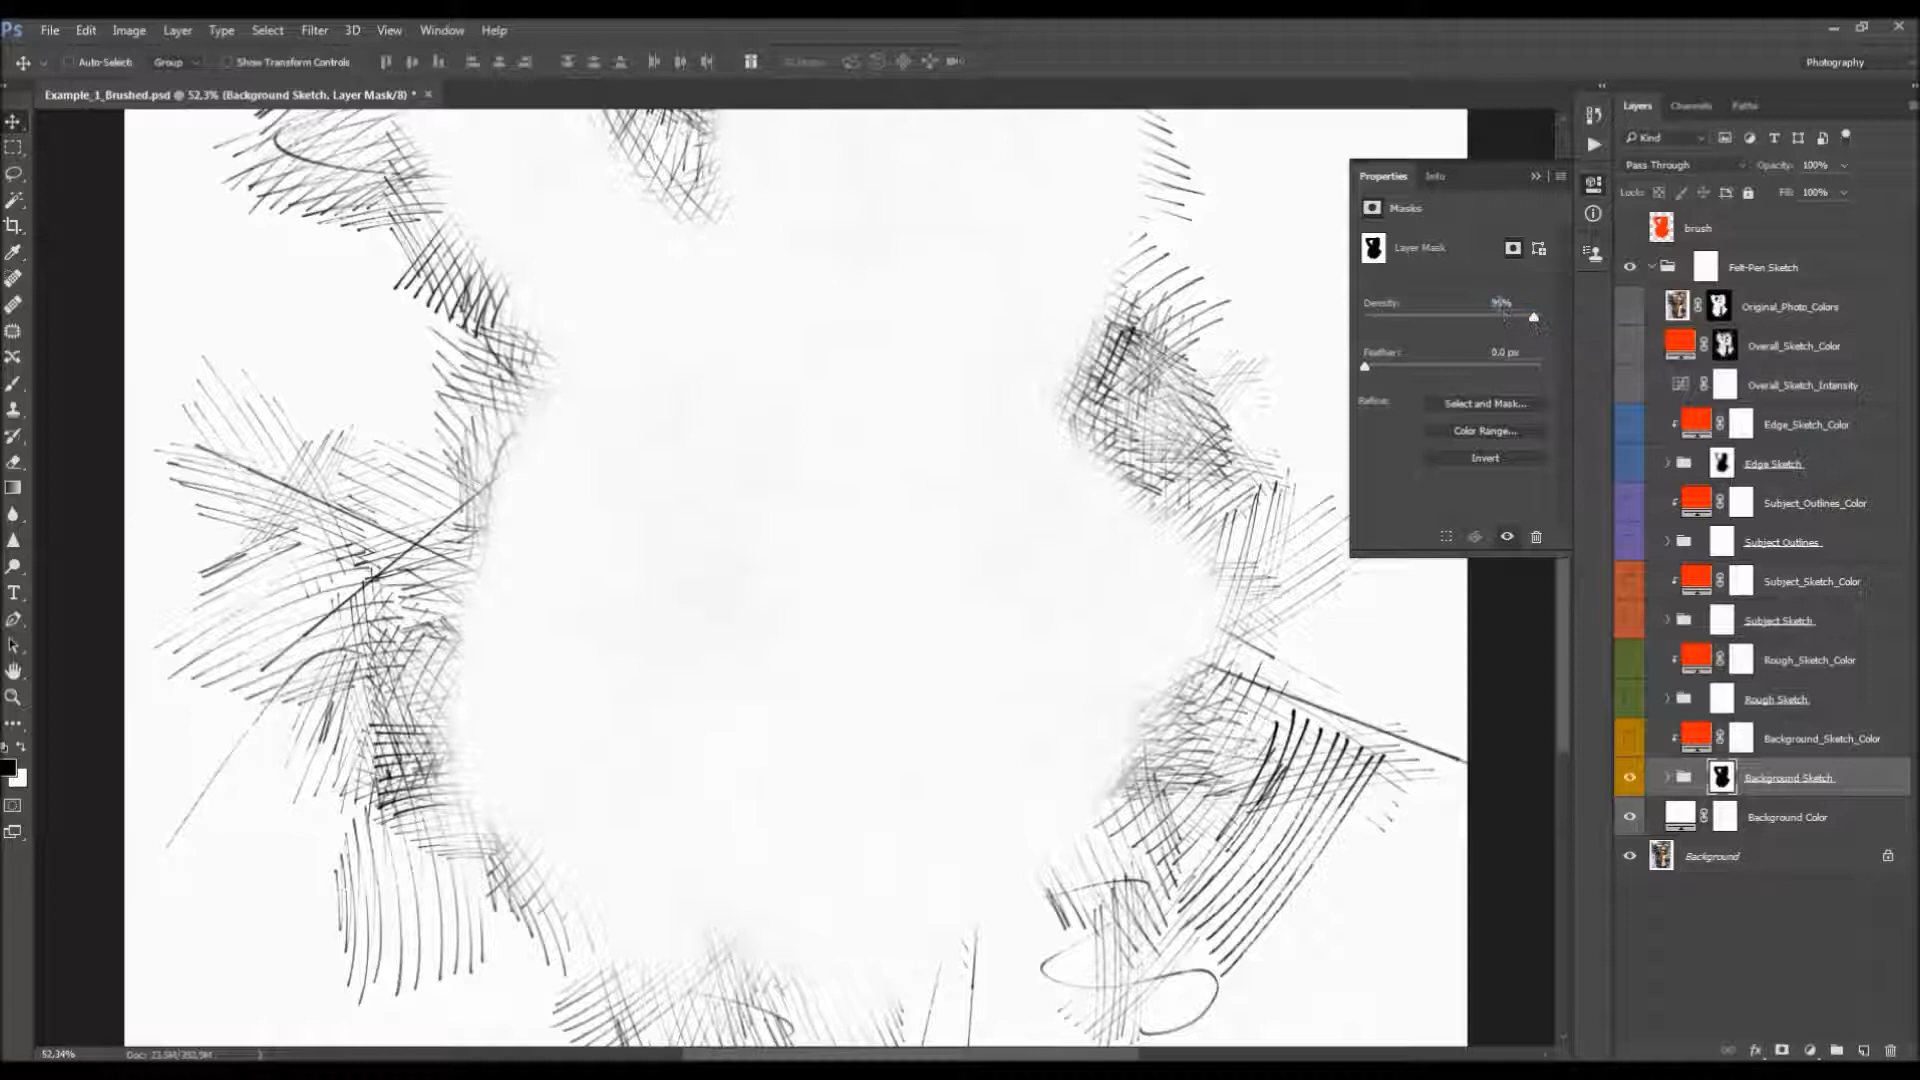 Ps File Edit Image Layer Type Select Filter 3D View Window Help
Auto-Select: Group Show Transform Controls Photography
Example_1_Brushed.psd @ 52,3% (Background Sketch, Layer Mask/8) *
Layers Channels Paths
Kind
Pass Through Opacity: 100%
Lock: Fill: 100%
Properties Info
Masks
Layer Mask
Density:
Feather: 0.0 px
Refine: Select and Mask...
Color Range...
Invert
brush
Felt-Pen Sketch
Original_Photo_Colors
Overall_Sketch_Color
Overall_Sketch_Intensity
Edge_Sketch_Color
Edge Sketch
Subject_Outlines_Color
Subject Outlines
Subject_Sketch_Color
Subject Sketch
Rough_Sketch_Color
Rough Sketch
Background_Sketch_Color
Background Sketch
Background Color
Background
52,34%